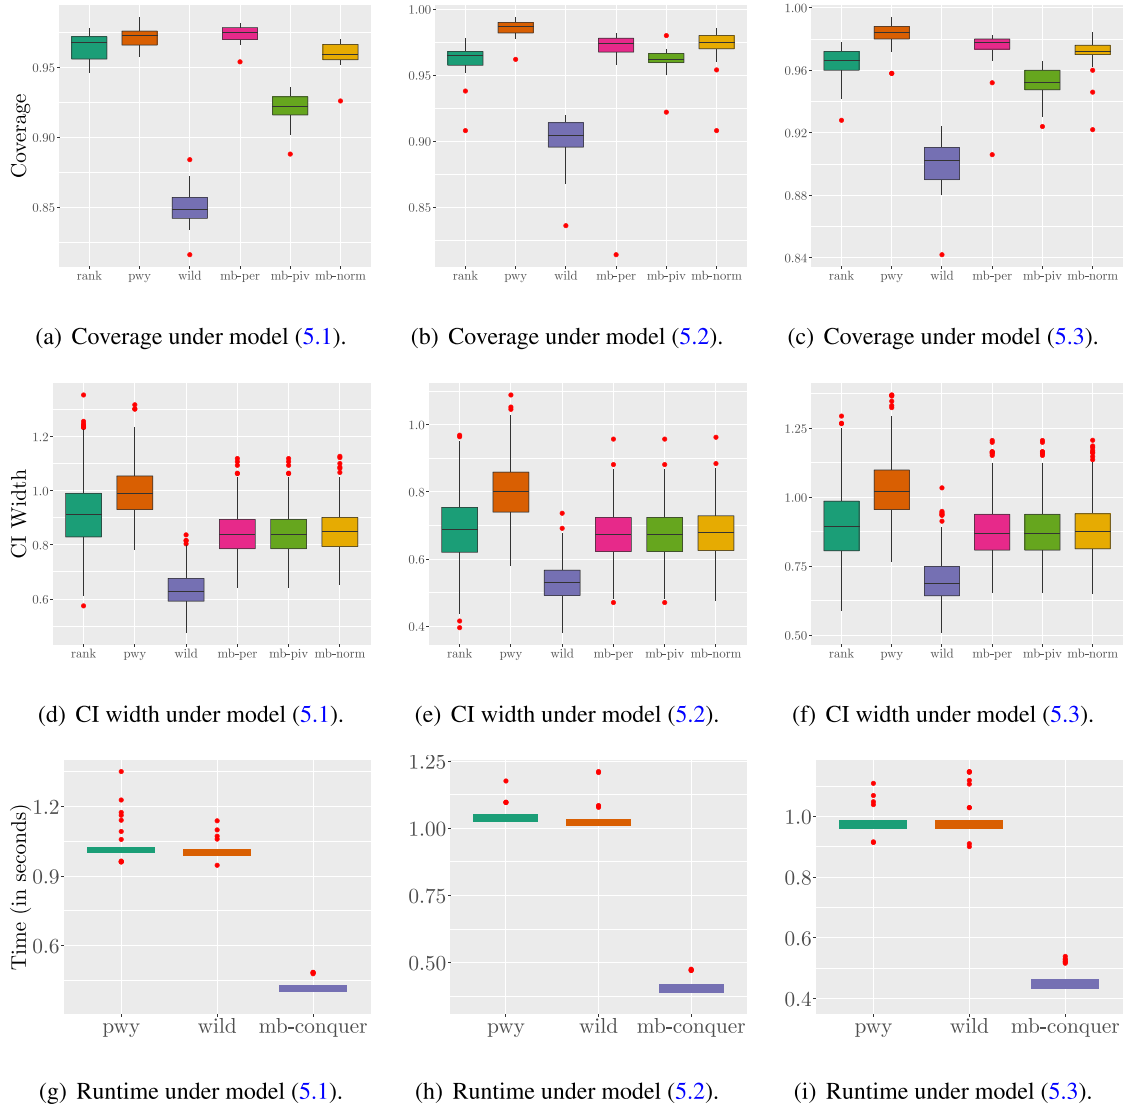 Coverage
0.95
0.90
0.85
rank pwy wild mb-per mb-piv mb-norm
1.00
0.95
0.90
0.85
rank pwy wild mb-per mb-piv mb-norm
1.00
0.96
0.92
0.88
0.84
rank pwy wild mb-per mb-piv mb-norm
(a) Coverage under model (5.1).
(b) Coverage under model (5.2).
(c) Coverage under model (5.3).
CI Width
1.2
1.0
0.8
0.6
rank pwy wild mb-per mb-piv mb-norm
1.0
0.8
0.6
0.4
rank pwy wild mb-per mb-piv mb-norm
1.25
1.00
0.75
0.50
rank pwy wild mb-per mb-piv mb-norm
(d) CI width under model (5.1).
(e) CI width under model (5.2).
(f) CI width under model (5.3).
Time (in seconds)
1.2
0.9
0.6
pwy wild mb-conquer
1.25
1.00
0.75
0.50
pwy wild mb-conquer
1.0
0.8
0.6
0.4
pwy wild mb-conquer
(g) Runtime under model (5.1).
(h) Runtime under model (5.2).
(i) Runtime under model (5.3).